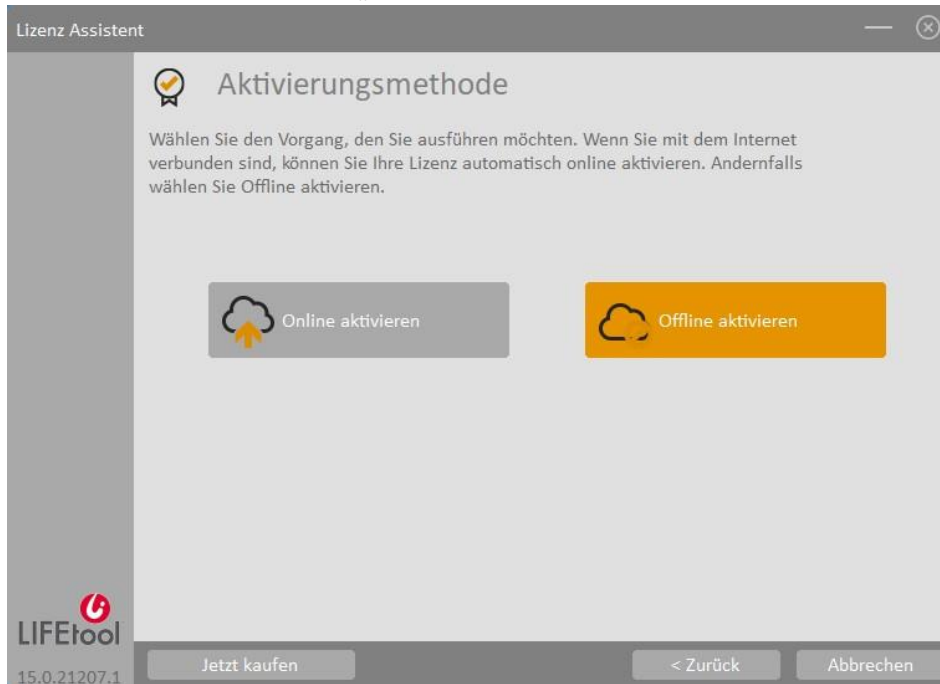 Lizenz Assistent
Aktivierungsmethode
Wählen Sie den Vorgang, den Sie ausführen möchten. Wenn Sie mit dem Internet
verbunden sind, können Sie Ihre Lizenz automatisch online aktivieren. Andernfalls
wählen Sie Offline aktivieren.
Online aktivieren
Offline aktivieren
LIFEtool
15.0.21207.1
Jetzt kaufen
< Zurück
Abbrechen